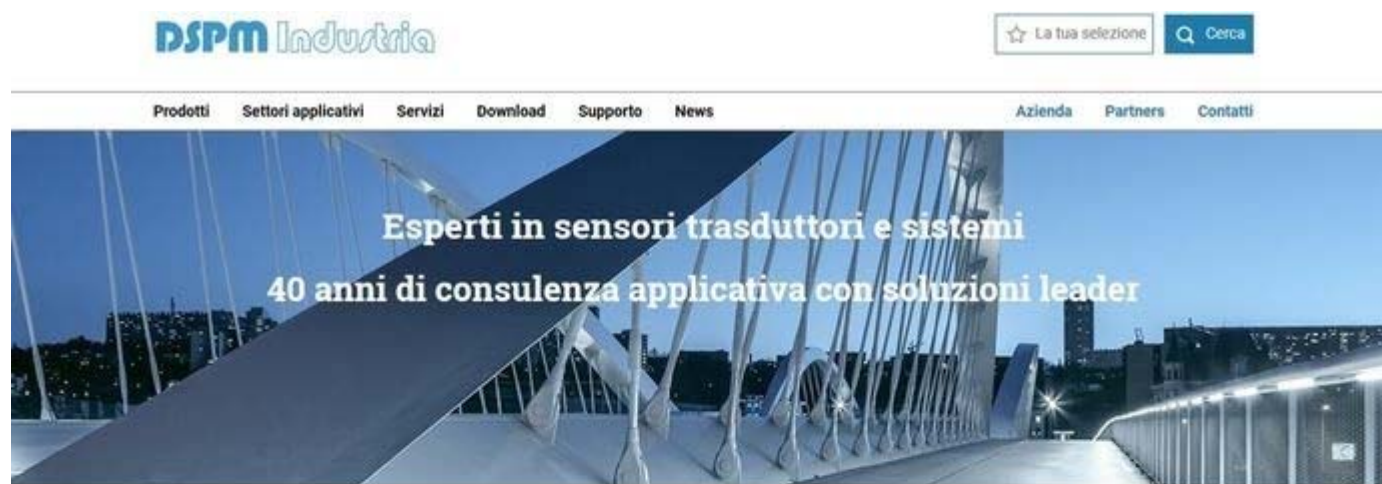 DSPM Industria
La tua selezione
Cerca
Prodotti Settori applicativi Servizi Download Supporto News Azienda Partners Contatti
Esperti in sensori trasduttori e sistemi
40 anni di consulenza applicativa con soluzioni leader